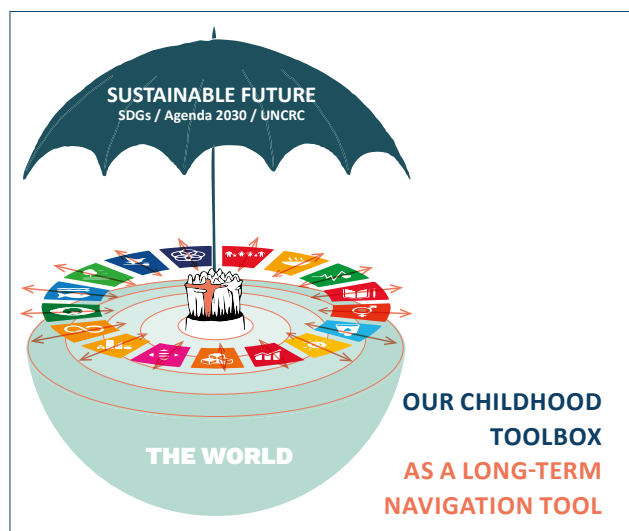 SUSTAINABLE FUTURE
SDGs / Agenda 2030 / UNCRC
THE WORLD
OUR CHILDHOOD
TOOLBOX
AS A LONG-TERM
NAVIGATION TOOL